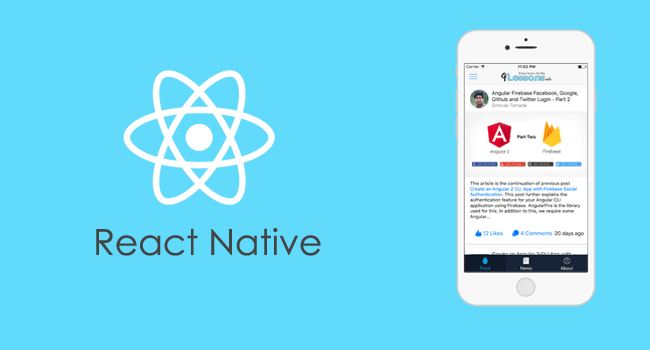 React Native
Carrier
11:52 PM
9Lessons
Angular Firebase Facebook, Google,
Github and Twitter Login - Part 2
Srinivas Tamada
Part Two
Angular 2
Firebase
This article is the continuation of previous post
Create an Angular 2 CLI App with Firebase Social
Authentication. This post further explains the
authentication feature for your Angular CLI
application using Firebase. AngularFire is the library
used for this. In addition to this, we require some
Angular...
12 Likes
4 Comments
20 days ago
Feed
News
About